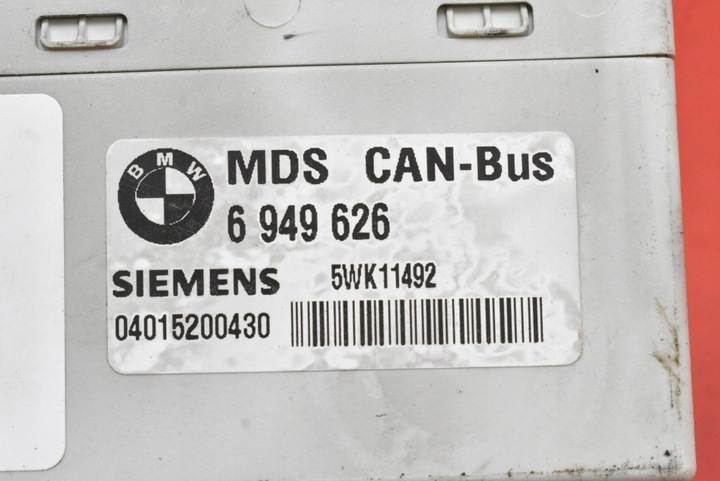 BMW MDS CAN-Bus
6 949 626
SIEMENS 5WK11492
04015200430